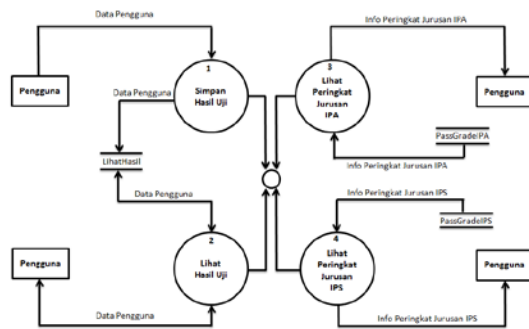 Data Pengguna
Info Peringkat Jurusan IPA
1
Simpan
Hasil Uji
3
Lihat
Peringkat
Jurusan
IPA
Pengguna
Pengguna
Data Pengguna
PassGradeIPA
LihatHasil
Info Peringkat Jurusan IPA
Data Pengguna
Info Peringkat Jurusan IPS
PassGradeIPS
2
Lihat
Hasil Uji
4
Lihat
Peringkat
Jurusan
IPS
Pengguna
Pengguna
Data Pengguna
Info Peringkat Jurusan IPS